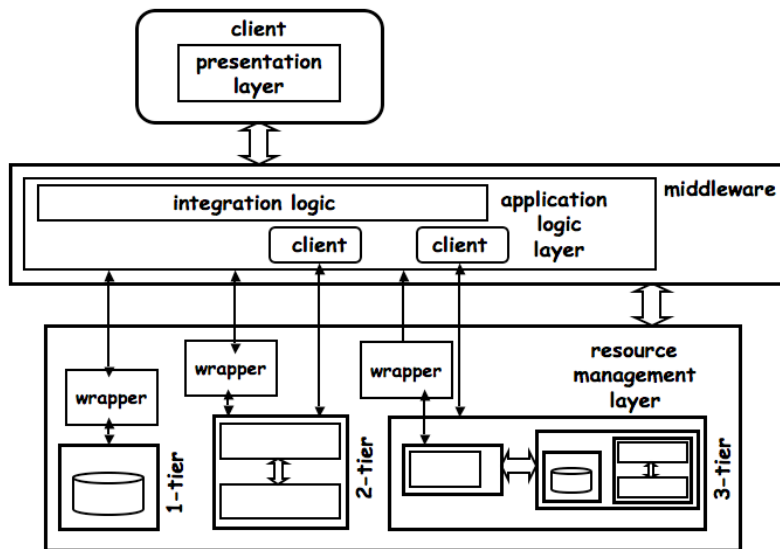 client
presentation
layer
middleware
integration logic
application
logic
layer
client
client
wrapper
wrapper
wrapper
resource
management
layer
1-tier
2-tier
3-tier